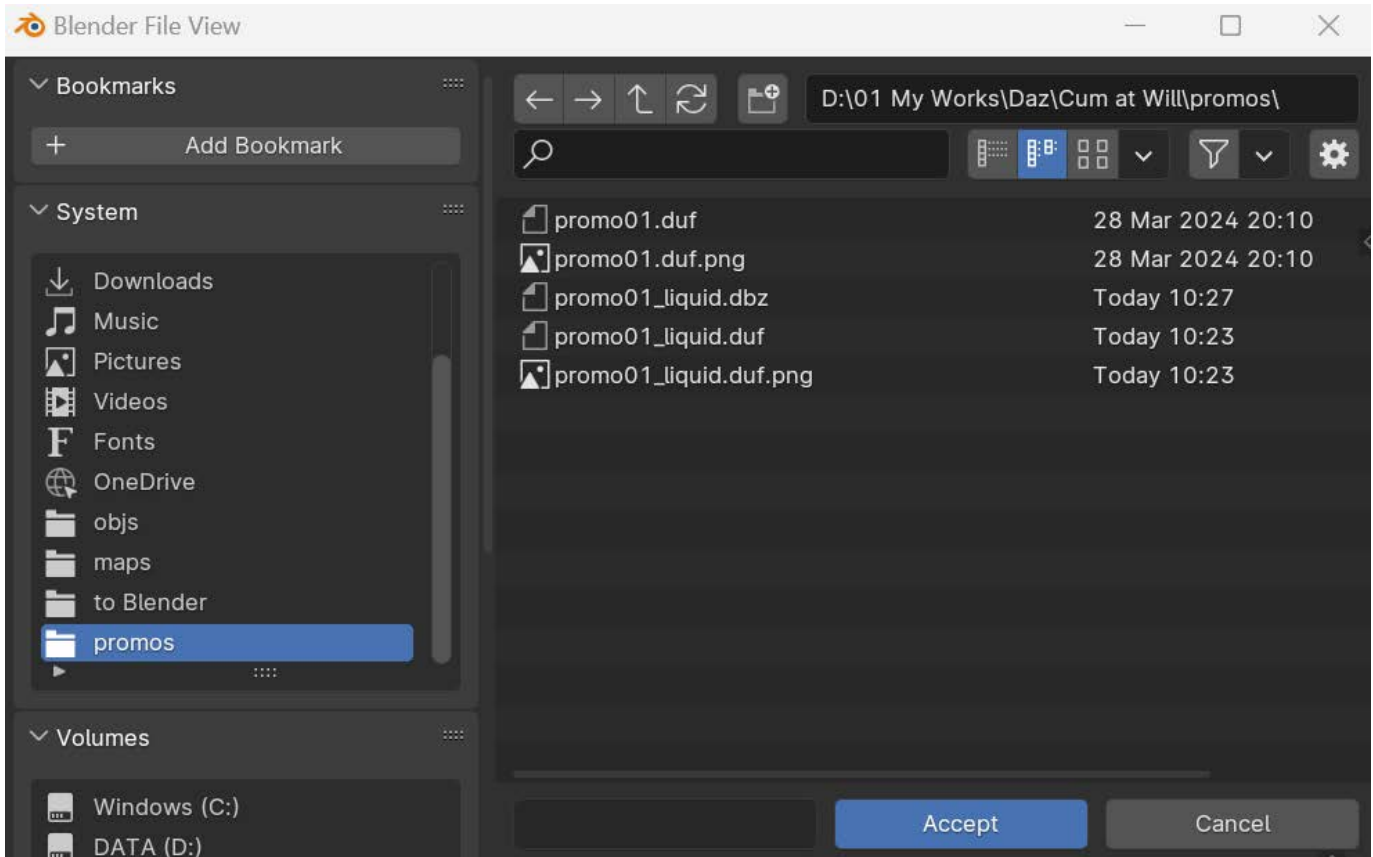 Blender File View
Bookmarks
Add Bookmark
System
Downloads
Music
Pictures
Videos
Fonts
OneDrive
objs
maps
to Blender
promos
Volumes
Windows (C:)
DATA (D:)
D:\01 My Works\Daz\Cum at Will\promos\
promo01.duf 28 Mar 2024 20:10
promo01.duf.png 28 Mar 2024 20:10
promo01_liquid.dbz Today 10:27
promo01_liquid.duf Today 10:23
promo01_liquid.duf.png Today 10:23
Accept Cancel